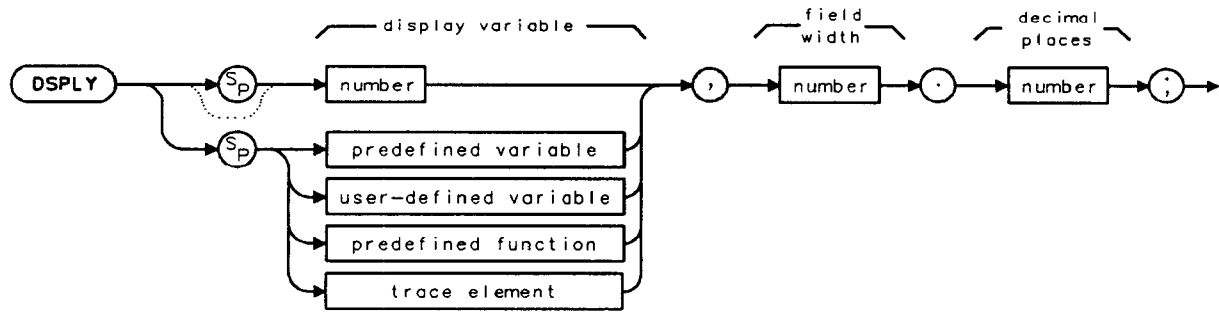 display variable
field
width
decimal
places
DSPLY
SP
number
,
number
.
number
;
SP
predefined variable
user-defined variable
predefined function
trace element